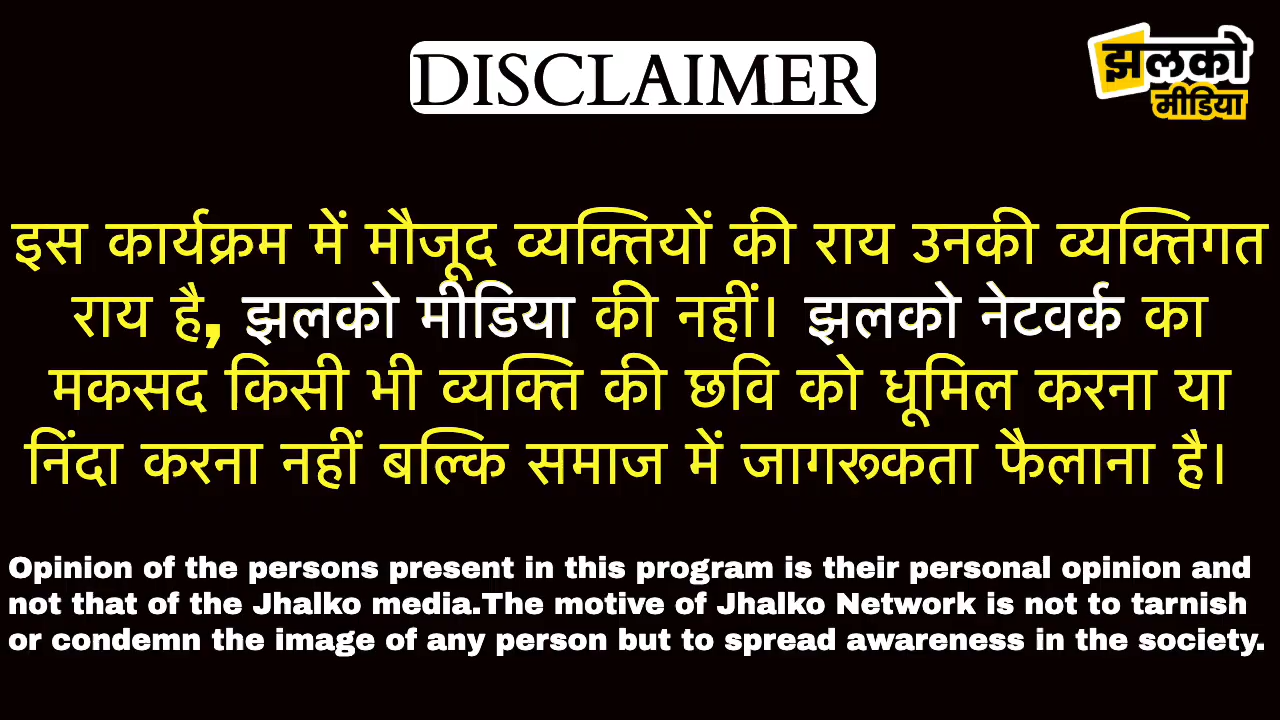 DISCLAIMER
झलको
मीडिया
इस कार्यक्रम में मौजूद व्यक्तियों की राय उनकी व्यक्तिगत
राय है, झलको मीडिया की नहीं। झलको नेटवर्क का
मकसद किसी भी व्यक्ति की छवि को धूमिल करना या
निंदा करना नहीं बल्कि समाज में जागरूकता फैलाना है।
Opinion of the persons present in this program is their personal opinion and
not that of the Jhalko media.The motive of Jhalko Network is not to tarnish
or condemn the image of any person but to spread awareness in the society.